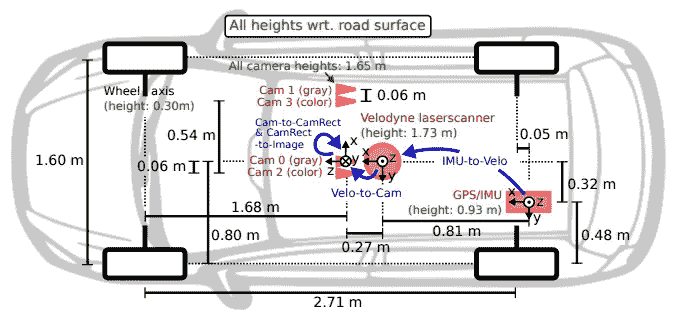 All heights wrt. road surface
All camera heights: 1.65 m
Wheel axis
(height: 0.30m)
Cam 1 (gray)
Cam 3 (color)
0.06 m
Velodyne laserscanner
(height: 1.73 m)
Cam-to-CamRect
& CamRect
-to-Image
0.54 m
0.05 m
1.60 m
0.06 m
Cam 0 (gray)
Cam 2 (color)
x
y
z
x
z
y
IMU-to-Velo
Velo-to-Cam
0.32 m
GPS/IMU
(height: 0.93 m)
x
z
y
1.68 m
0.80 m
0.27 m
0.81 m
0.48 m
2.71 m